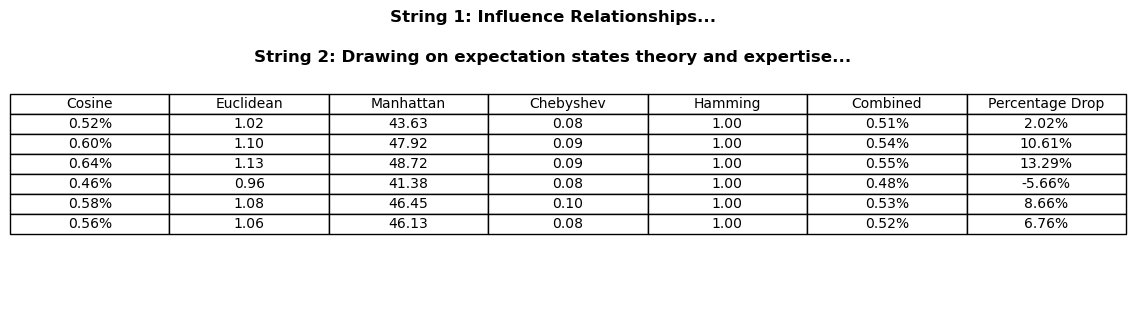 String 1: Influence Relationships...
String 2: Drawing on expectation states theory and expertise...
Cosine Euclidean Manhattan Chebyshev Hamming Combined Percentage Drop
0.52% 1.02 43.63 0.08 1.00 0.51% 2.02%
0.60% 1.10 47.92 0.09 1.00 0.54% 10.61%
0.64% 1.13 48.72 0.09 1.00 0.55% 13.29%
0.46% 0.96 41.38 0.08 1.00 0.48% -5.66%
0.58% 1.08 46.45 0.10 1.00 0.53% 8.66%
0.56% 1.06 46.13 0.08 1.00 0.52% 6.76%